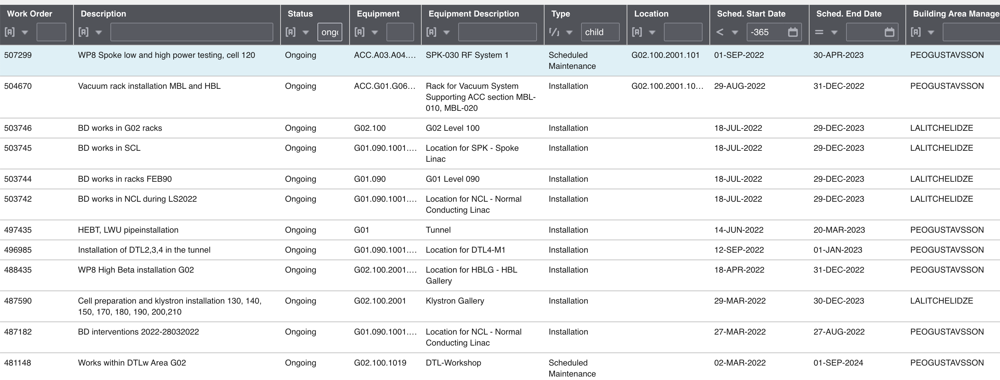 Work Order Description Status Equipment Equipment Description Type Location Sched. Start Date Sched. End Date Building Area Manage
[A] [A] [A] ongo [A] [A] child [A] < -365 = [A]
507299 WP8 Spoke low and high power testing, cell 120 Ongoing ACC.A03.A04.... SPK-030 RF System 1 Scheduled G02.100.2001.101 01-SEP-2022 30-APR-2023 PEOGUSTAVSSON
Maintenance
504670 Vacuum rack installation MBL and HBL Ongoing ACC.G01.G06... Rack for Vacuum System Installation G02.100.2001.10... 29-AUG-2022 31-DEC-2022 PEOGUSTAVSSON
Supporting ACC section MBL-
010, MBL-020
503746 BD works in G02 racks Ongoing G02.100 G02 Level 100 Installation 18-JUL-2022 29-DEC-2023 LALITCHELIDZE
503745 BD works in SCL Ongoing G01.090.1001.... Location for SPK - Spoke Installation 18-JUL-2022 29-DEC-2023 LALITCHELIDZE
Linac
503744 BD works in racks FEB90 Ongoing G01.090 G01 Level 090 Installation 18-JUL-2022 29-DEC-2023 LALITCHELIDZE
503742 BD works in NCL during LS2022 Ongoing G01.090.1001.... Location for NCL - Normal Installation 18-JUL-2022 29-DEC-2023 LALITCHELIDZE
Conducting Linac
497435 HEBT, LWU pipeinstallation Ongoing G01 Tunnel Installation 14-JUN-2022 20-MAR-2023 PEOGUSTAVSSON
496985 Installation of DTL2,3,4 in the tunnel Ongoing G01.090.1001.... Location for DTL4-M1 Installation 12-SEP-2022 01-JAN-2023 PEOGUSTAVSSON
488435 WP8 High Beta installation G02 Ongoing G02.100.2001.... Location for HBLG - HBL Installation 18-APR-2022 31-DEC-2022 PEOGUSTAVSSON
Gallery
487590 Cell preparation and klystron installation 130, 140, Ongoing G02.100.2001 Klystron Gallery Installation 29-MAR-2022 30-DEC-2023 LALITCHELIDZE
150, 170, 180, 190, 200,210
487182 BD interventions 2022-28032022 Ongoing G01.090.1001.... Location for NCL - Normal Installation 27-MAR-2022 27-AUG-2022 PEOGUSTAVSSON
Conducting Linac
481148 Works within DTLw Area G02 Ongoing G02.100.1019 DTL-Workshop Scheduled 02-MAR-2022 01-SEP-2024 PEOGUSTAVSSON
Maintenance